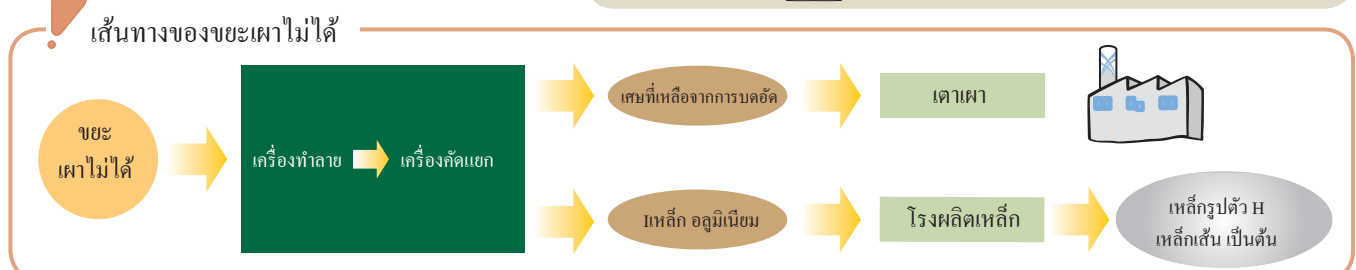 เส้นทางของขยะเผาไม่ได้
ขยะ
เผาไม่ได้
เครื่องทำลาย
เครื่องคัดแยก
เศษที่เหลือจากการบดอัด
เตาเผา
Iเหล็ก อลูมิเนียม
โรงผลิตเหล็ก
เหล็กรูปตัว H
เหล็กเส้น เป็นต้น